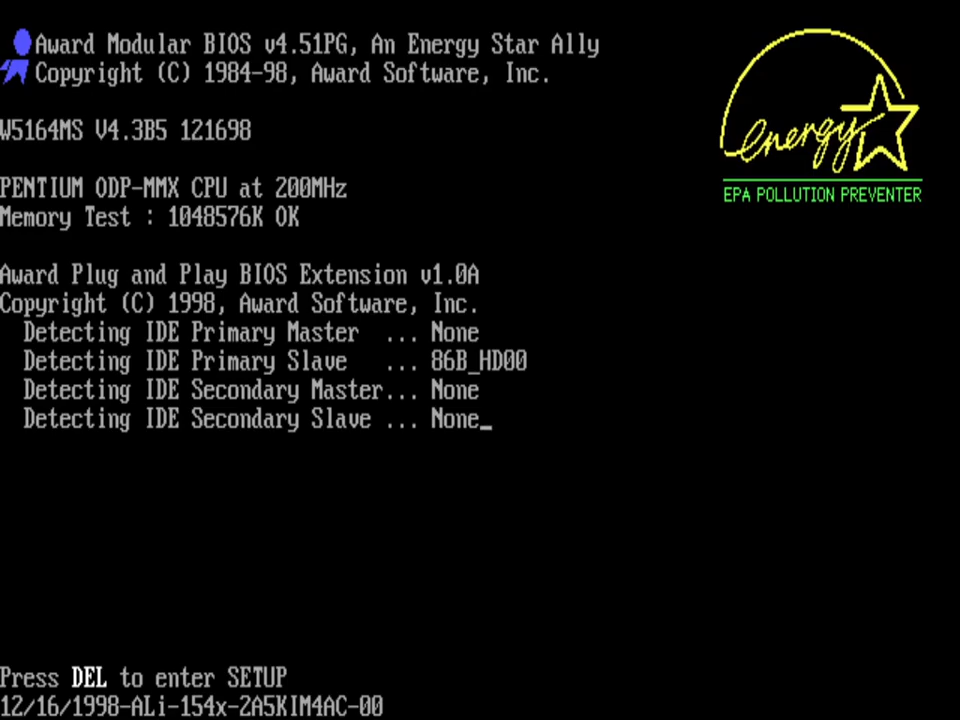 Award Modular BIOS v4.51PG, An Energy Star Ally
Copyright (C) 1984-98, Award Software, Inc.
energy
EPA POLLUTION PREVENTER
W5164MS V4.3B5 121698
PENTIUM ODP-MMX CPU at 200MHz
Memory Test : 1048576K OK
Award Plug and Play BIOS Extension v1.0A
Copyright (C) 1998, Award Software, Inc.
Detecting IDE Primary Master ... None
Detecting IDE Primary Slave ... 86B_HD00
Detecting IDE Secondary Master... None
Detecting IDE Secondary Slave ... None_
Press DEL to enter SETUP
12/16/1998-ALi-154x-2A5KIM4AC-00